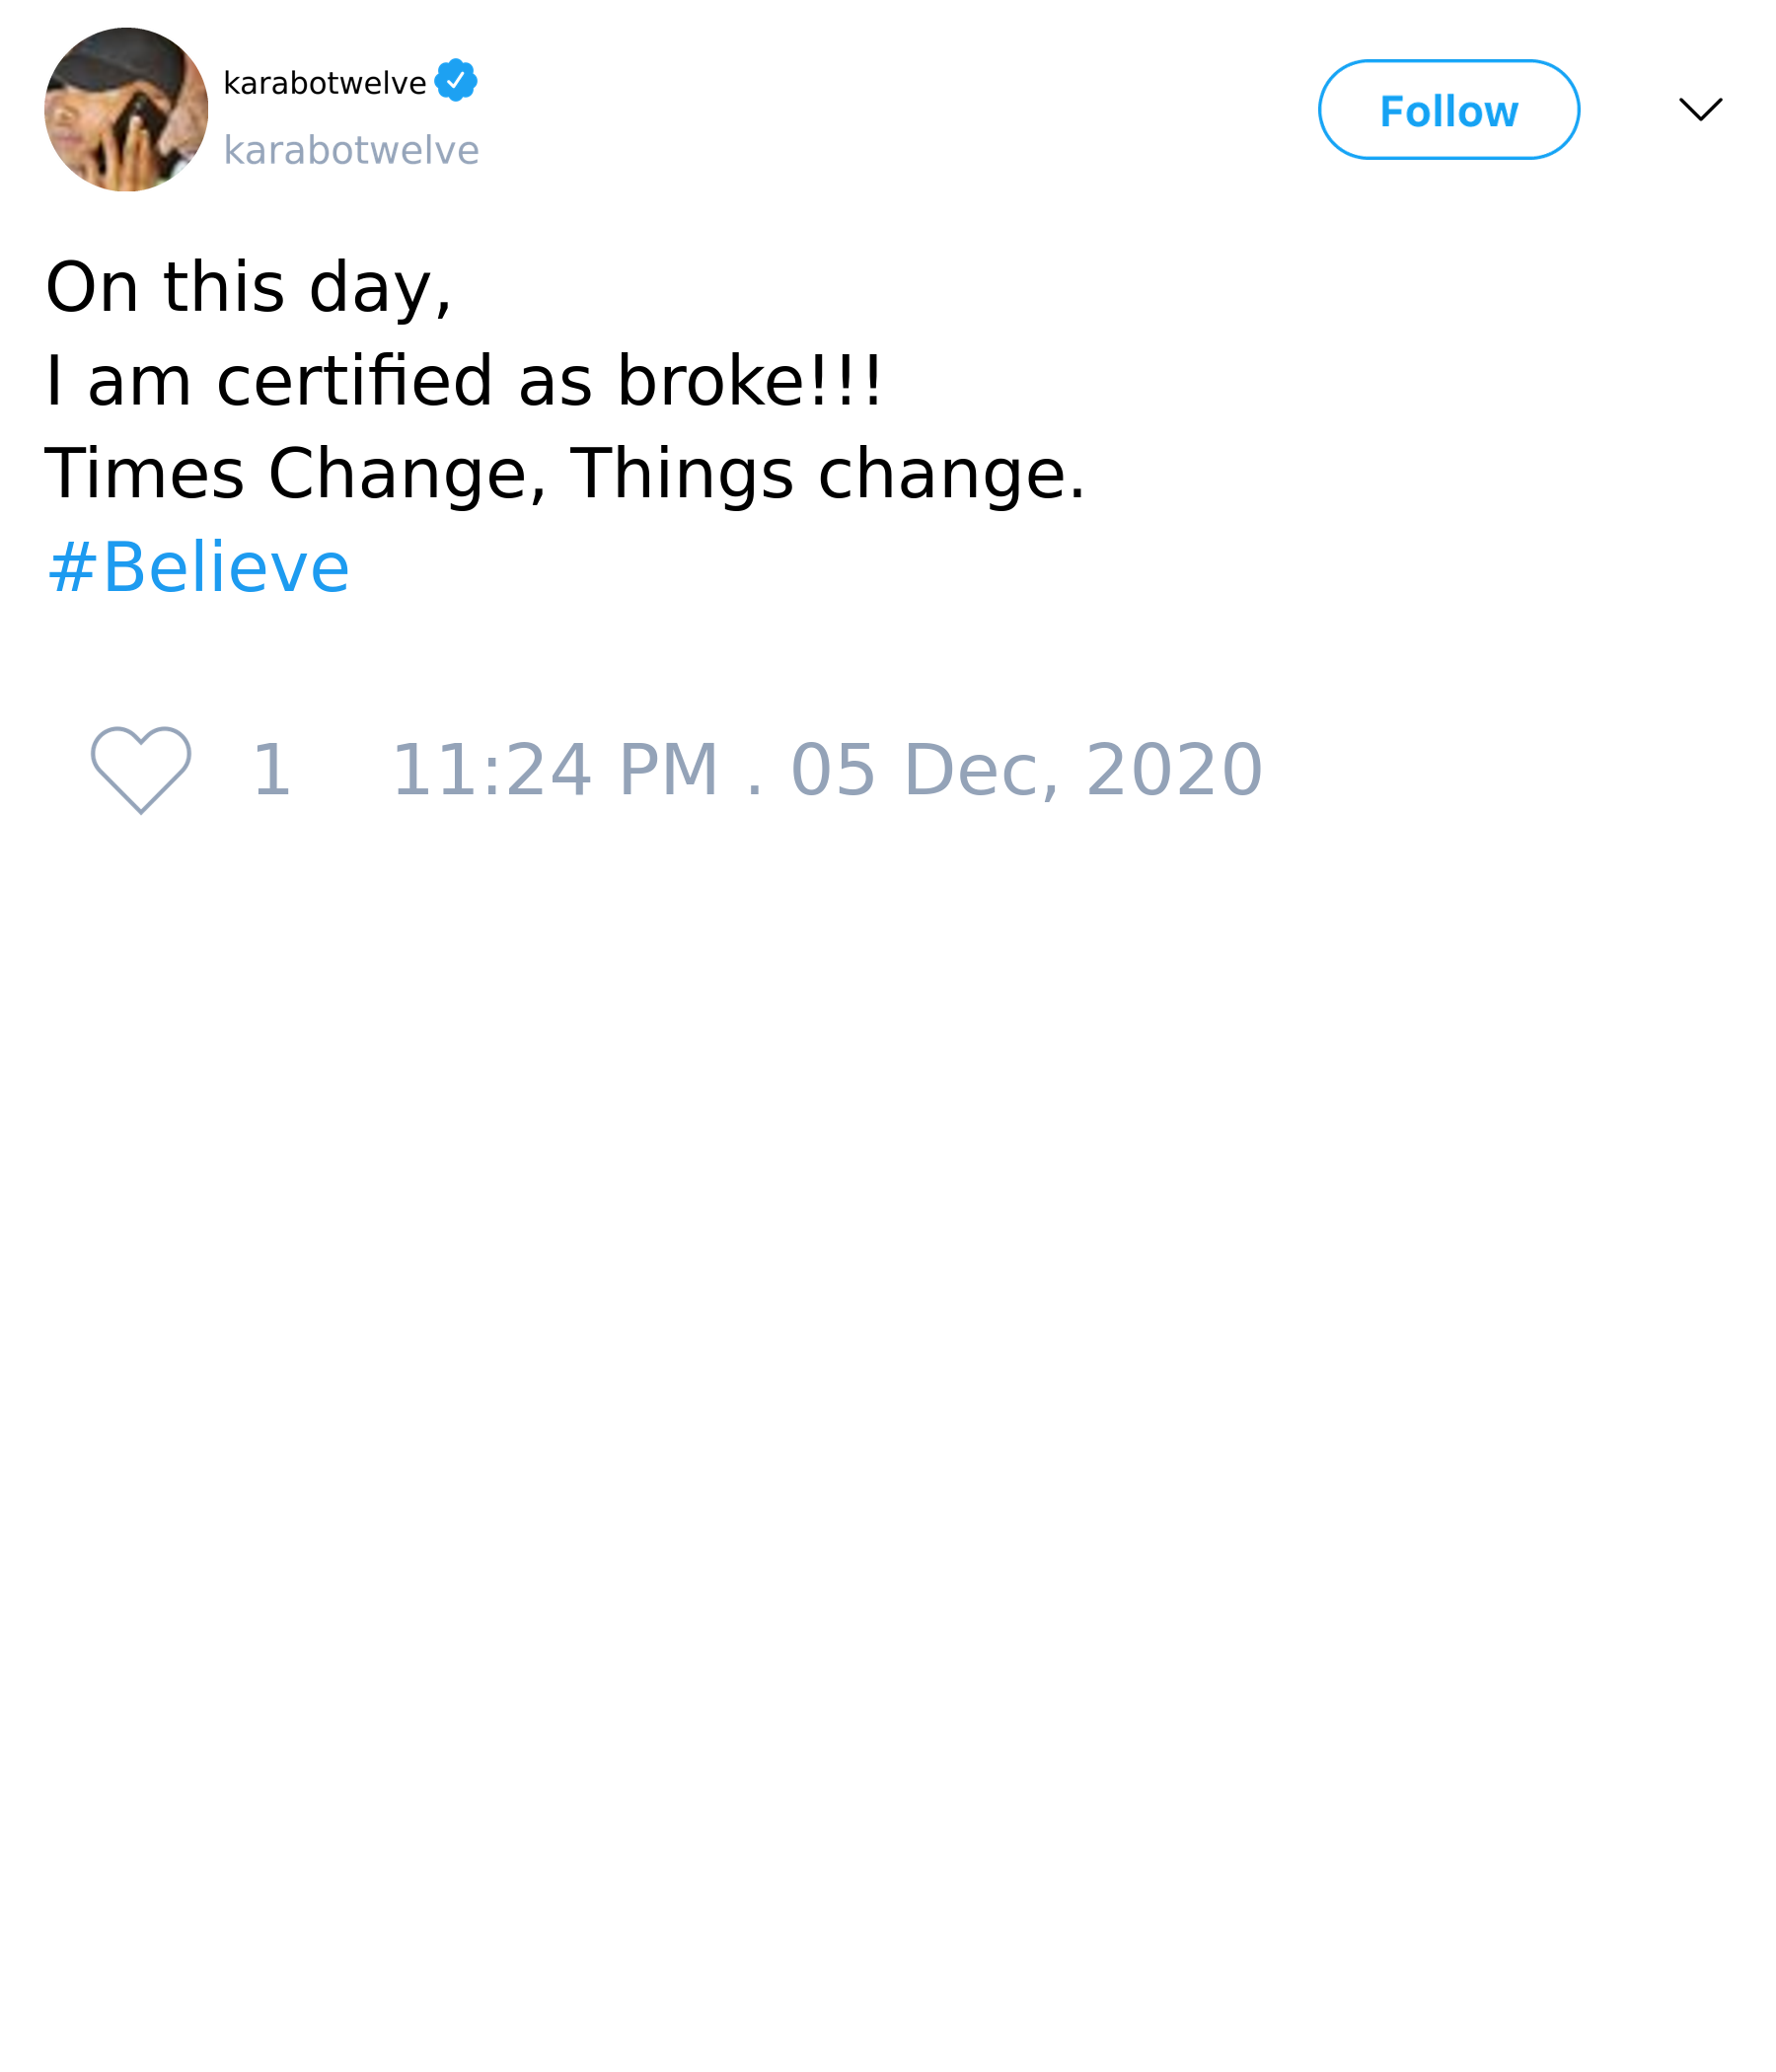 karabotwelve
karabotwelve
Follow
On this day,
I am certified as broke!!!
Times Change, Things change.
#Believe
1 11:24 PM . 05 Dec, 2020